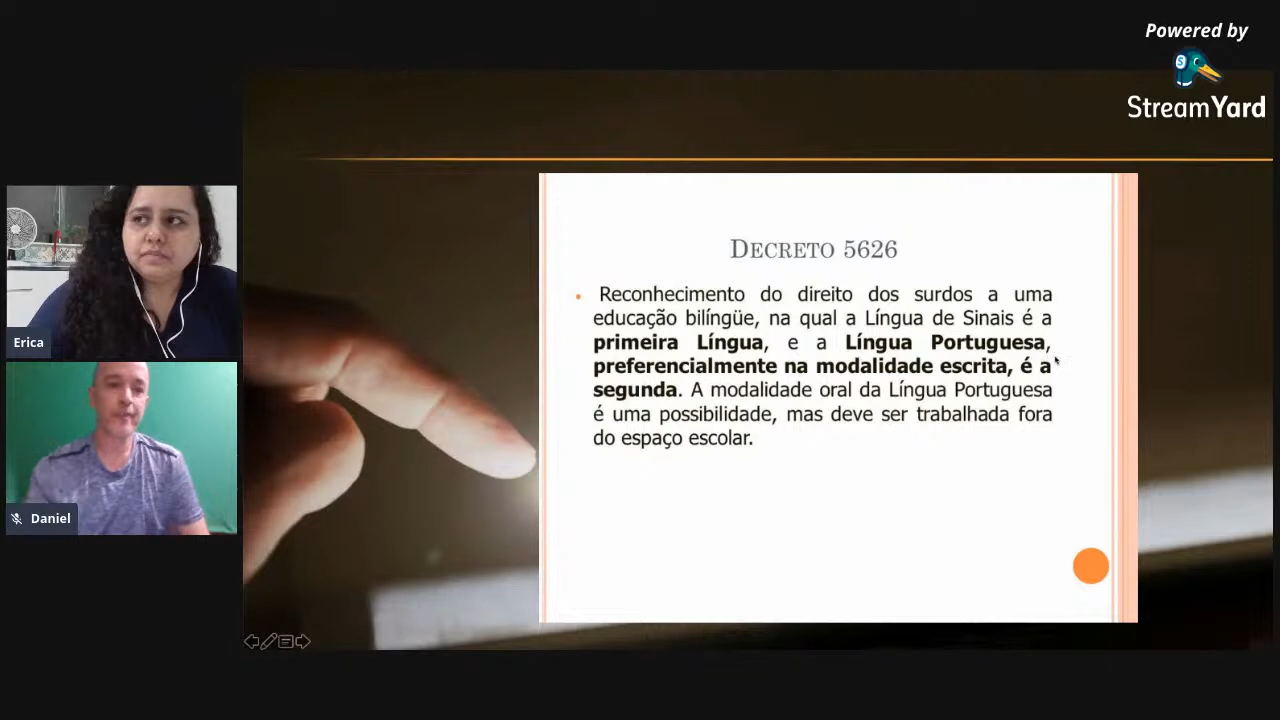 Powered by
StreamYard
Erica
Daniel
DECRETO 5626
• Reconhecimento do direito dos surdos a uma
educação bilíngüe, na qual a Língua de Sinais é a
primeira Língua, e a Língua Portuguesa,
preferencialmente na modalidade escrita, é a
segunda. A modalidade oral da Língua Portuguesa
é uma possibilidade, mas deve ser trabalhada fora
do espaço escolar.